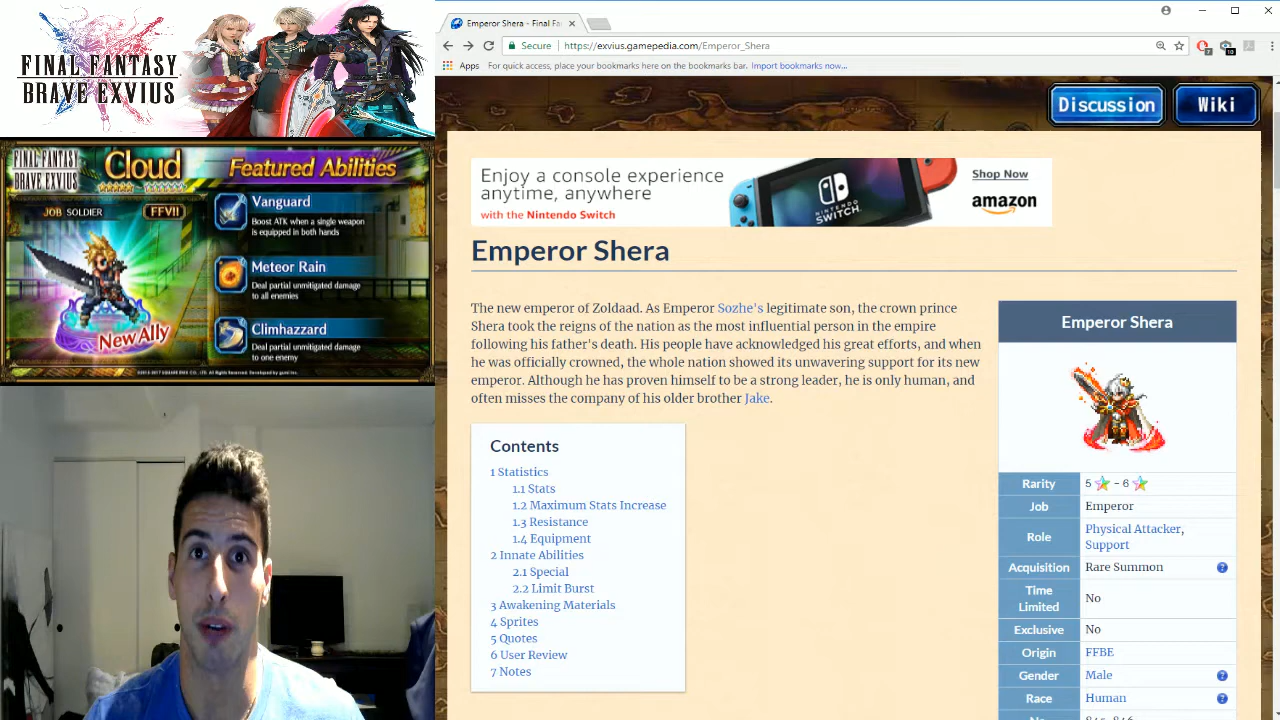 FINAL FANTASY
BRAVE EXVIUS
FINAL FANTASY
BRAVE EXVIUS
Cloud
Featured Abilities
JOB SOLDIER
FFVII
Vanguard
Boost ATK when a single weapon
is equipped in both hands
Meteor Rain
Deal partial unmitigated damage
to all enemies
Climhazzard
Deal partial unmitigated damage
to one enemy
New Ally
Emperor Shera - Final Fa
Secure
https://exvius.gamepedia.com/Emperor_Shera
Apps
For quick access, place your bookmarks here on the bookmarks bar. Import bookmarks now...
Discussion
Wiki
Enjoy a console experience
anytime, anywhere
with the Nintendo Switch
NINTENDO
SWITCH
Shop Now
amazon
Emperor Shera
The new emperor of Zoldaad. As Emperor Sozhe's legitimate son, the crown prince
Shera took the reigns of the nation as the most influential person in the empire
following his father's death. His people have acknowledged his great efforts, and when
he was officially crowned, the whole nation showed its unwavering support for its new
emperor. Although he has proven himself to be a strong leader, he is only human, and
often misses the company of his older brother Jake.
Contents
1 Statistics
1.1 Stats
1.2 Maximum Stats Increase
1.3 Resistance
1.4 Equipment
2 Innate Abilities
2.1 Special
2.2 Limit Burst
3 Awakening Materials
4 Sprites
5 Quotes
6 User Review
7 Notes
Emperor Shera
Rarity 5 - 6
Job Emperor
Role Physical Attacker,
Support
Acquisition Rare Summon
Time
Limited
No
Exclusive No
Origin FFBE
Gender Male
Race Human